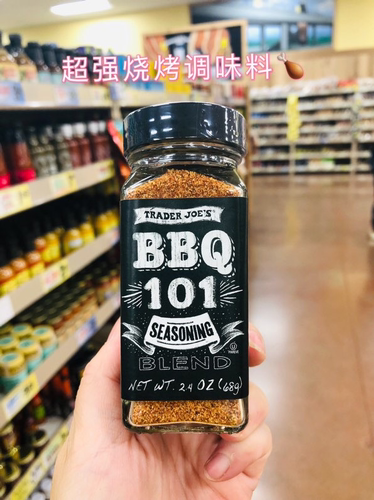 超强烧烤调味料🍗
TRADER JOE'S
BBQ
101
SEASONING
BLEND
NET WT. 2.4 OZ (68g)